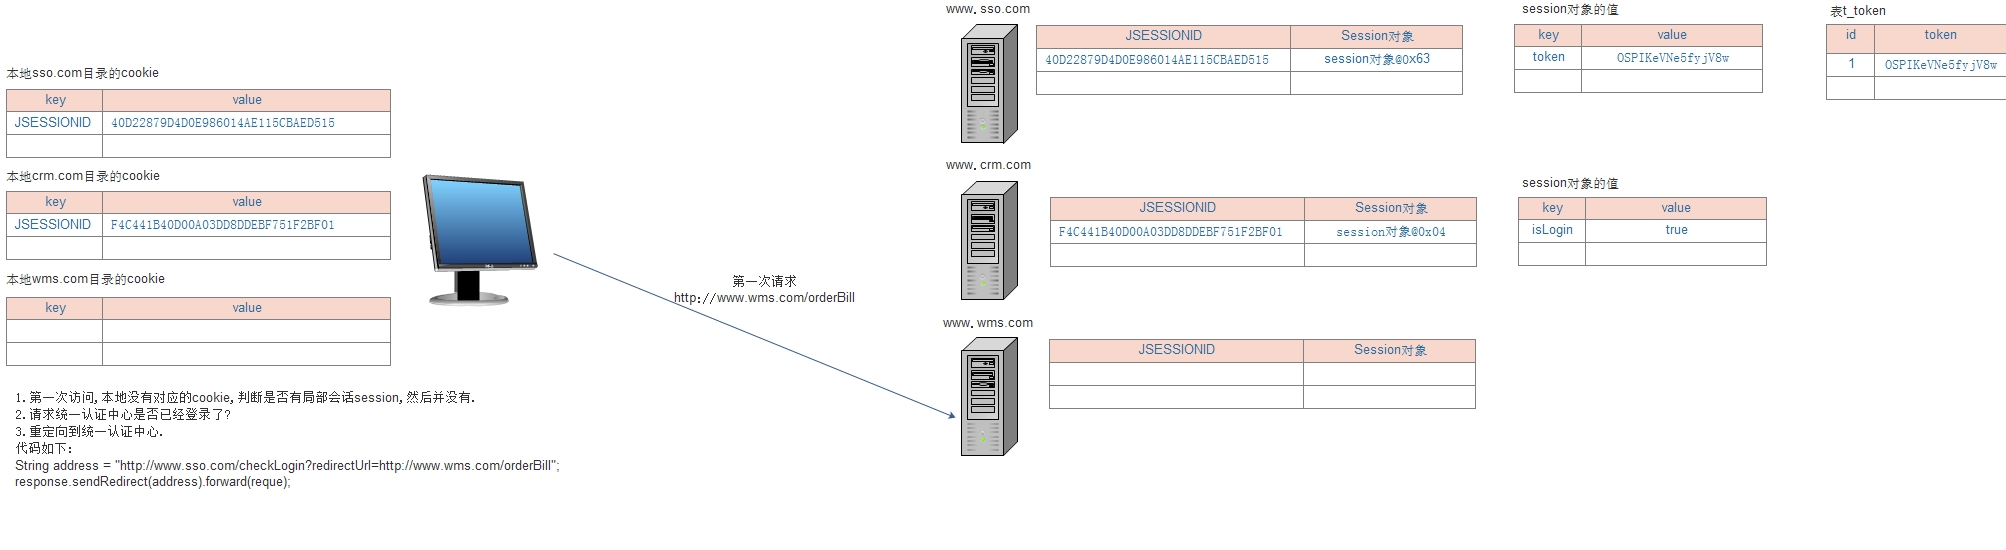 本地sso.com目录的cookie
key value
JSESSIONID 40D22879D4D0E986014AE115CBAED515
本地crm.com目录的cookie
key value
JSESSIONID F4C441B40D00A03DD8DDEBF751F2BF01
本地wms.com目录的cookie
key value
1. 第一次访问, 本地没有对应的cookie, 判断是否有局部会话session, 然后并没有.
2. 请求统一认证中心是否已经登录了?
3. 重定向到统一认证中心.
代码如下:
String address = "http://www.sso.com/checkLogin?redirectUrl=http://www.wms.com/orderBill";
response.sendRedirect(address).forward(reque);
第一次请求
http://www.wms.com/orderBill
www. sso.com
JSESSIONID Session对象
40D22879D4D0E986014AE115CBAED515 session对象@0x63
session对象的值
key value
token OSPIKeVNe5fyjV8w
表t_token
id token
1 OSPIKeVNe5fyjV8w
www. crm.com
JSESSIONID Session对象
F4C441B40D00A03DD8DDEBF751F2BF01 session对象@0x04
session对象的值
key value
isLogin true
www. wms.com
JSESSIONID Session对象